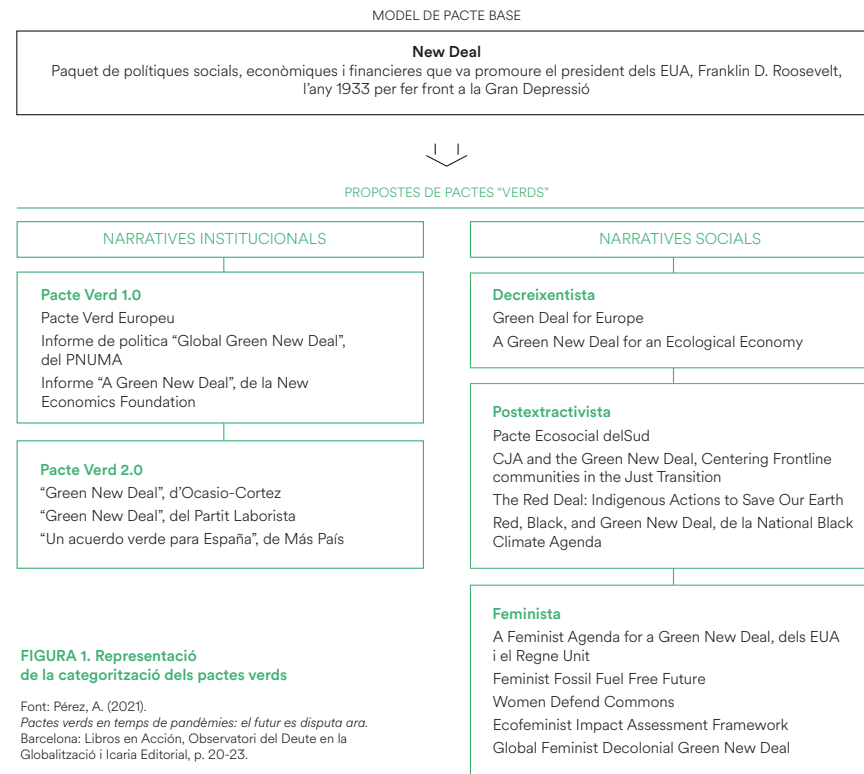 MODEL DE PACTE BASE
New Deal
Paquet de polítiques socials, econòmiques i financeres que va promoure el president dels EUA, Franklin D. Roosevelt,
l'any 1933 per fer front a la Gran Depressió
PROPOSTES DE PACTES “VERDS”
NARRATIVES INSTITUCIONALS
Pacte Verd 1.0
Pacte Verd Europeu
Informe de politica “Global Green New Deal”,
del PNUMA
Informe “A Green New Deal”, de la New
Economics Foundation
Pacte Verd 2.0
“Green New Deal”, d'Ocasio-Cortez
“Green New Deal”, del Partit Laborista
“Un acuerdo verde para España”, de Más País
NARRATIVES SOCIALS
Decreixentista
Green Deal for Europe
A Green New Deal for an Ecological Economy
Postextractivista
Pacte Ecosocial delSud
CJA and the Green New Deal, Centering Frontline
communities in the Just Transition
The Red Deal: Indigenous Actions to Save Our Earth
Red, Black, and Green New Deal, de la National Black
Climate Agenda
Feminista
A Feminist Agenda for a Green New Deal, dels EUA
i el Regne Unit
Feminist Fossil Fuel Free Future
Women Defend Commons
Ecofeminist Impact Assessment Framework
Global Feminist Decolonial Green New Deal
FIGURA 1. Representació
de la categorització dels pactes verds
Font: Pérez, A. (2021).
Pactes verds en temps de pandèmies: el futur es disputa ara.
Barcelona: Libros en Acción, Observatori del Deute en la
Globalització i Icaria Editorial, p. 20-23.